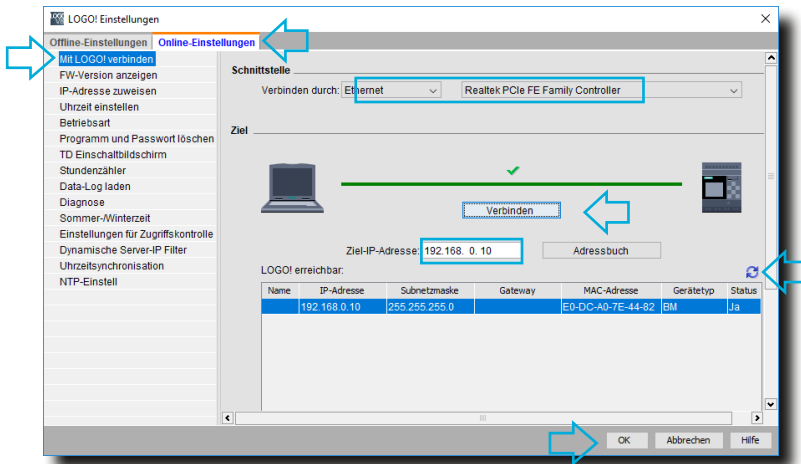 LOGO! Einstellungen
Offline-Einstellungen Online-Einstellungen
Mit LOGO! verbinden
FW-Version anzeigen
IP-Adresse zuweisen
Uhrzeit einstellen
Betriebsart
Programm und Passwort löschen
TD Einschaltbildschirm
Stundenzähler
Data-Log laden
Diagnose
Sommer-/Winterzeit
Einstellungen für Zugriffskontrolle
Dynamische Server-IP Filter
Uhrzeitsynchronisation
NTP-Einstell
Schnittstelle
Verbinden durch: Ethernet Realtek PCIe FE Family Controller
Ziel
Verbinden
Ziel-IP-Adresse: 192.168. 0. 10 Adressbuch
LOGO! erreichbar:
Name IP-Adresse Subnetzmaske Gateway MAC-Adresse Gerätetyp Status
192.168.0.10 255.255.255.0 E0-DC-A0-7E-44-82 BM Ja
OK Abbrechen Hilfe